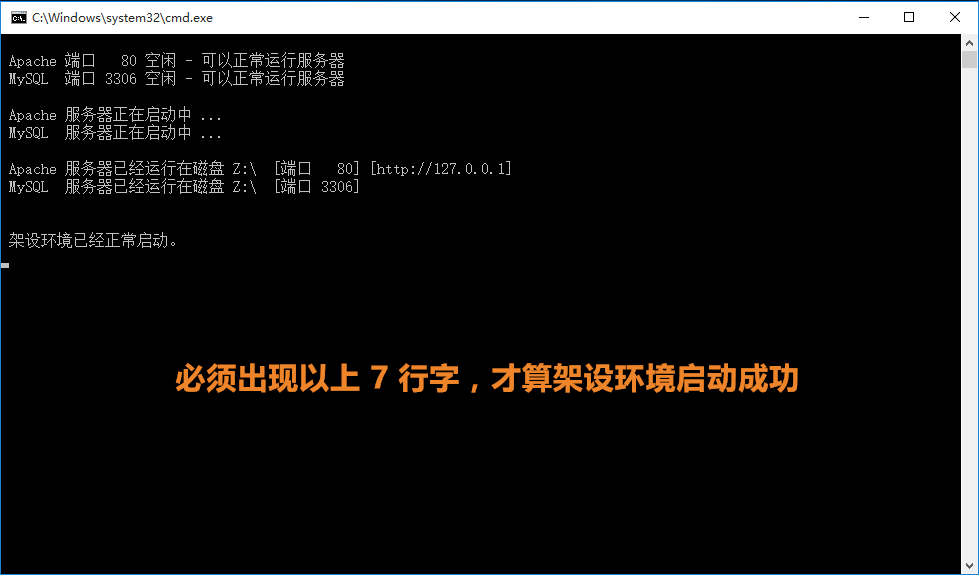 C:\Windows\system32\cmd.exe
Apache 端口   80 空闲 - 可以正常运行服务器
MySQL  端口 3306 空闲 - 可以正常运行服务器
Apache 服务器正在启动中 ...
MySQL  服务器正在启动中 ...
Apache 服务器已经运行在磁盘 Z:\  [端口   80] [http://127.0.0.1]
MySQL  服务器已经运行在磁盘 Z:\  [端口 3306]
架设环境已经正常启动。
必须出现以上 7 行字，才算架设环境启动成功